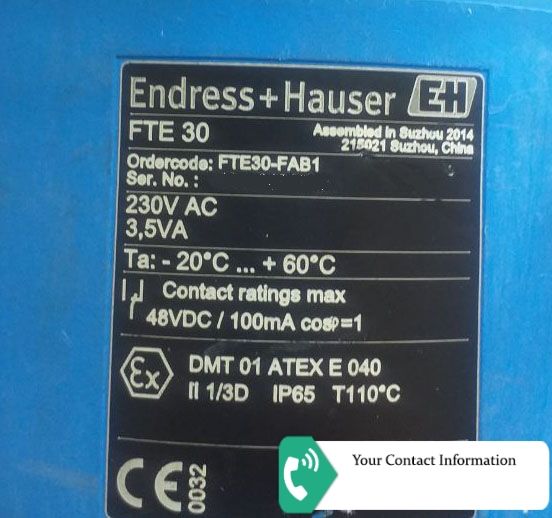 Endress+Hauser EH
FTE 30
Assembled in Suzhou 2014
215021 Suzhou, China
Ordercode: FTE30-FAB1
Ser. No. :
230V AC
3,5VA
Ta: - 20°C ... + 60°C
Contact ratings max
48VDC / 100mA cosφ=1
Ex DMT 01 ATEX E 040
II 1/3D IP65 T110°C
CE 0032
Your Contact Information